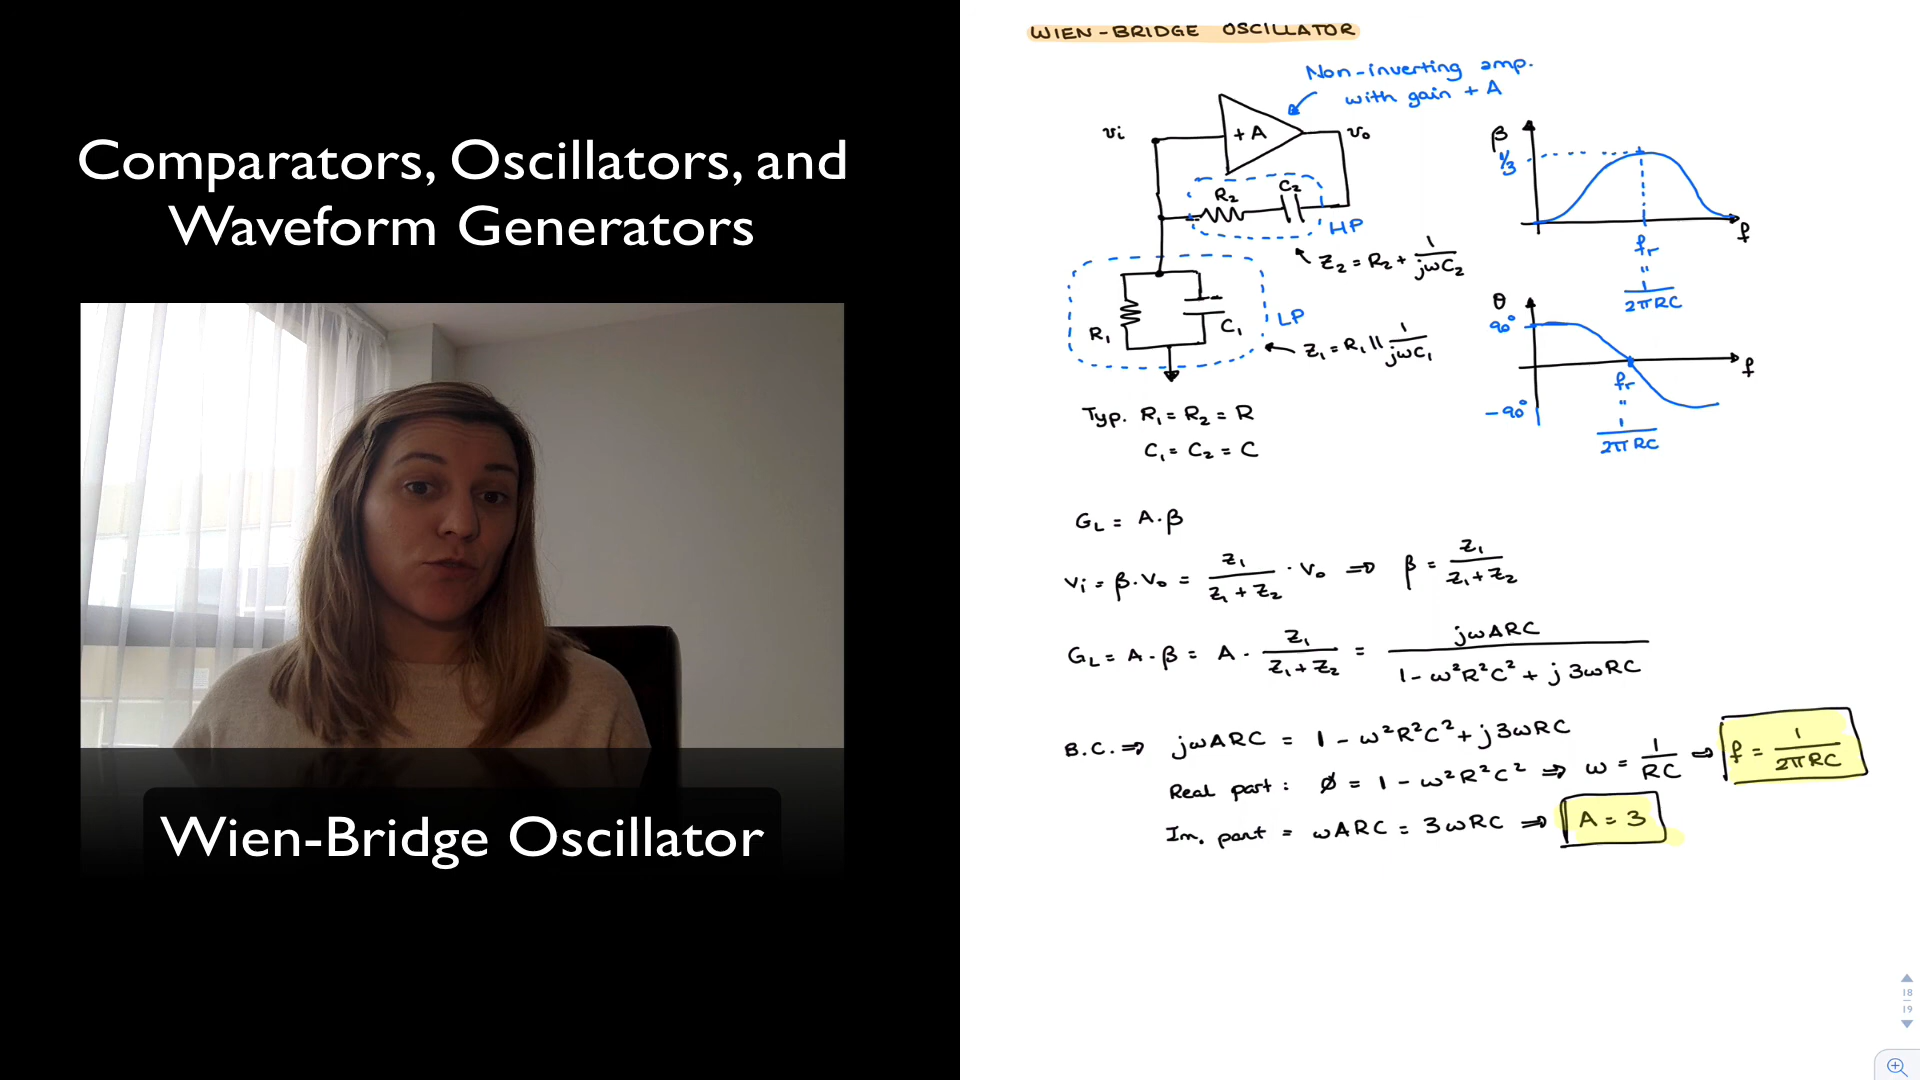 Comparators, Oscillators, and
Waveform Generators
Wien-Bridge Oscillator
WIEN-BRIDGE OSCILLATOR
Non-inverting amp.
with gain + A
vi
+A
vo
R₂
C₂
HP
Z₂ = R₂ + 1/jωC₂
R₁
C₁
LP
Z₁ = R₁ || 1/jωC₁
β
1/3
f
fr
"
1/2πRC
θ
90°
f
fr
"
-90°
1/2πRC
Typ. R₁ = R₂ = R
C₁ = C₂ = C
G_L = A·β
Vi = β·Vo = Z₁/(Z₁ + Z₂) · Vo ⇒ β = Z₁/(Z₁ + Z₂)
G_L = A·β = A · Z₁/(Z₁ + Z₂) = jωARC/(1 - ω²R²C² + j3ωRC)
B.C. ⇒ jωARC = 1 - ω²R²C² + j3ωRC
Real part: Ø = 1 - ω²R²C² ⇒ ω = 1/RC ⇒ f = 1/2πRC
Im. part = ωARC = 3ωRC ⇒ A = 3
18
19